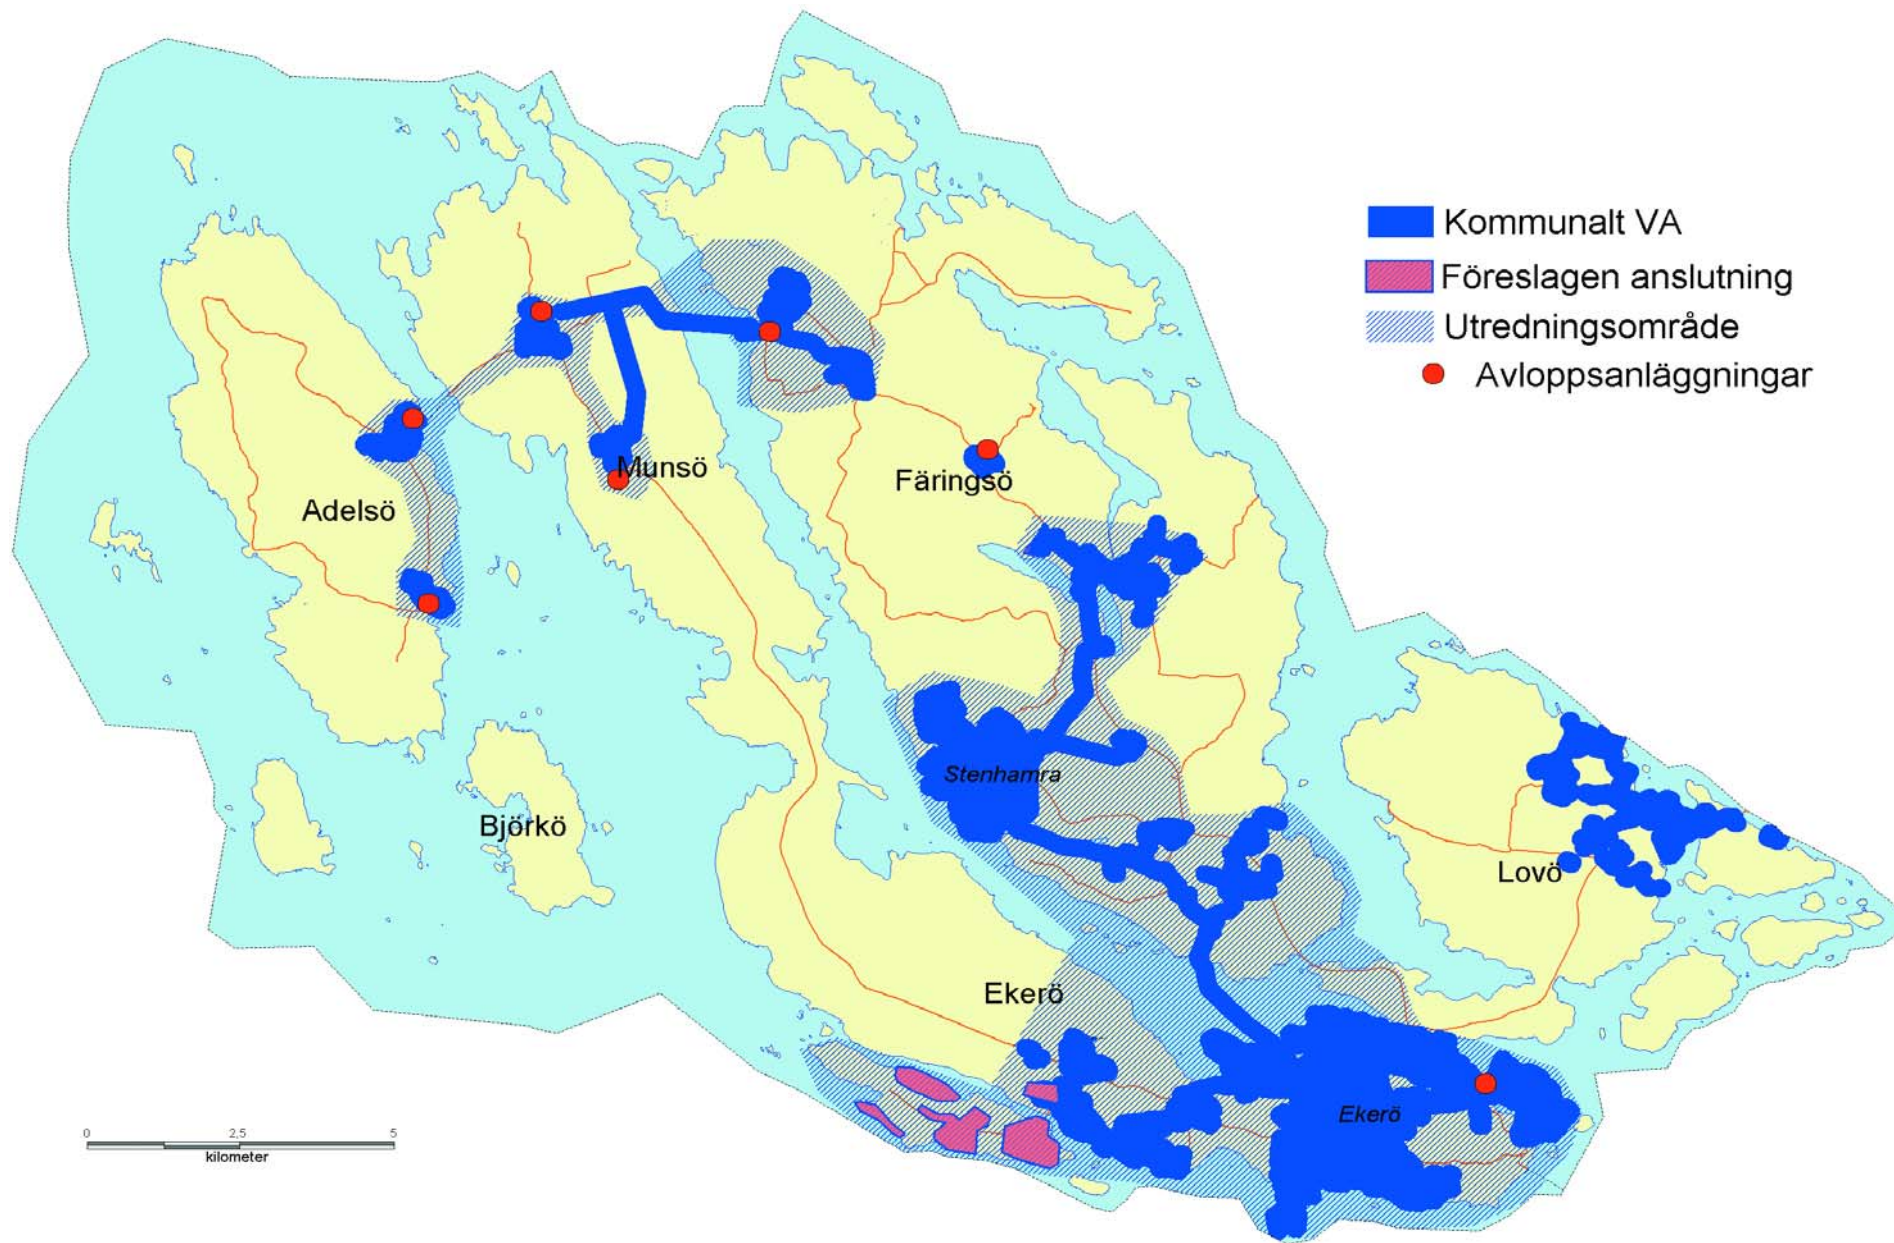 Kommunalt VA
Föreslagen anslutning
Utredningsområde
Avloppsanläggningar
Munsö
Färingsö
Adelsö
Stenhamra
Björkö
Lovö
Ekerö
Ekerö
0 2,5 5
kilometer